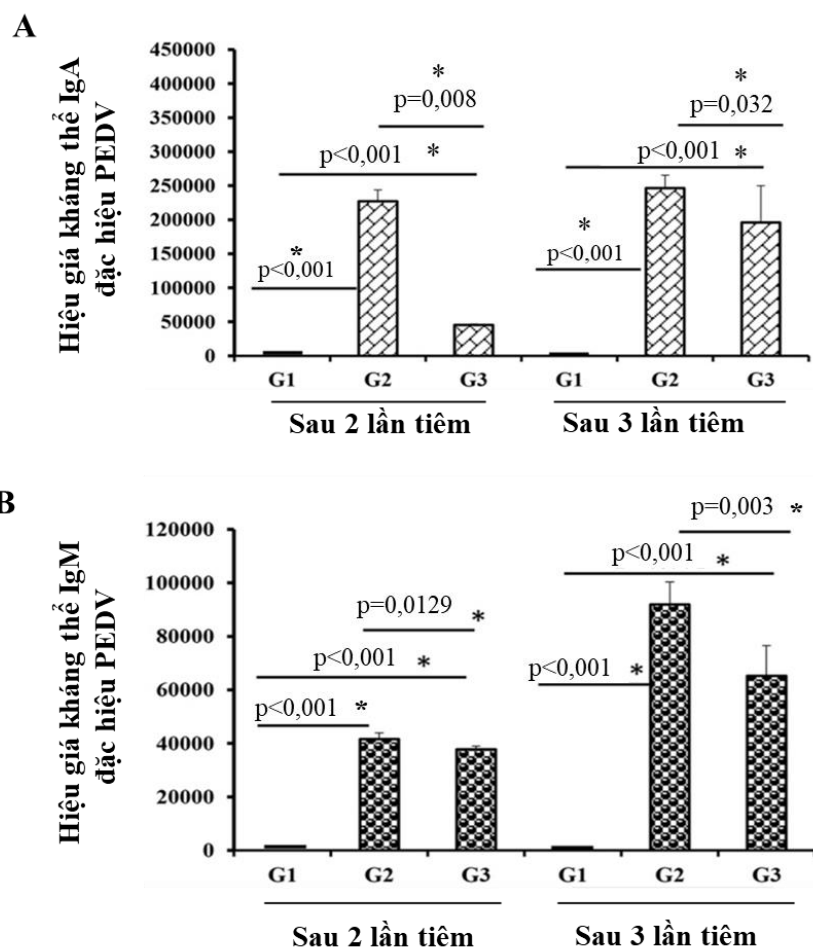 A
Hiệu giá kháng thể IgA
đặc hiệu PEDV
450000
400000
350000
300000
250000
200000
150000
100000
50000
0
*
p<0,001
p<0,001 *
*
p=0,008
*
p<0,001
p<0,001 *
*
p=0,032
G1 G2 G3 G1 G2 G3
Sau 2 lần tiêm Sau 3 lần tiêm
B
Hiệu giá kháng thể IgM
đặc hiệu PEDV
120000
100000
80000
60000
40000
20000
0
p<0,001 *
p<0,001 *
p=0,0129 *
p<0,001 *
p<0,001 *
p=0,003 *
G1 G2 G3 G1 G2 G3
Sau 2 lần tiêm Sau 3 lần tiêm